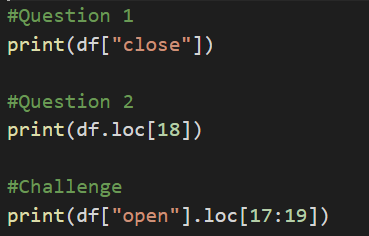 #Question 1
print(df["close"])
#Question 2
print(df.loc[18])
#Challenge
print(df["open"].loc[17:19])